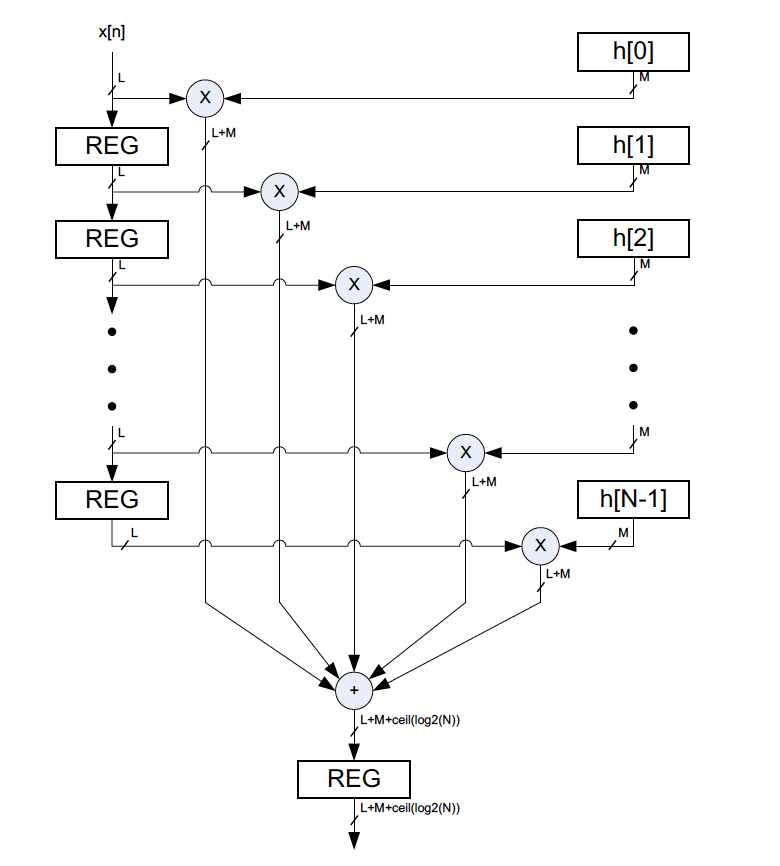 x[n]
h[0]
L
M
X
L+M
REG
h[1]
L
M
X
REG
L+M
h[2]
L
M
X
L+M
L
M
X
REG
L+M
h[N-1]
L
M
X
L+M
+
L+M+ceil(log2(N))
REG
L+M+ceil(log2(N))